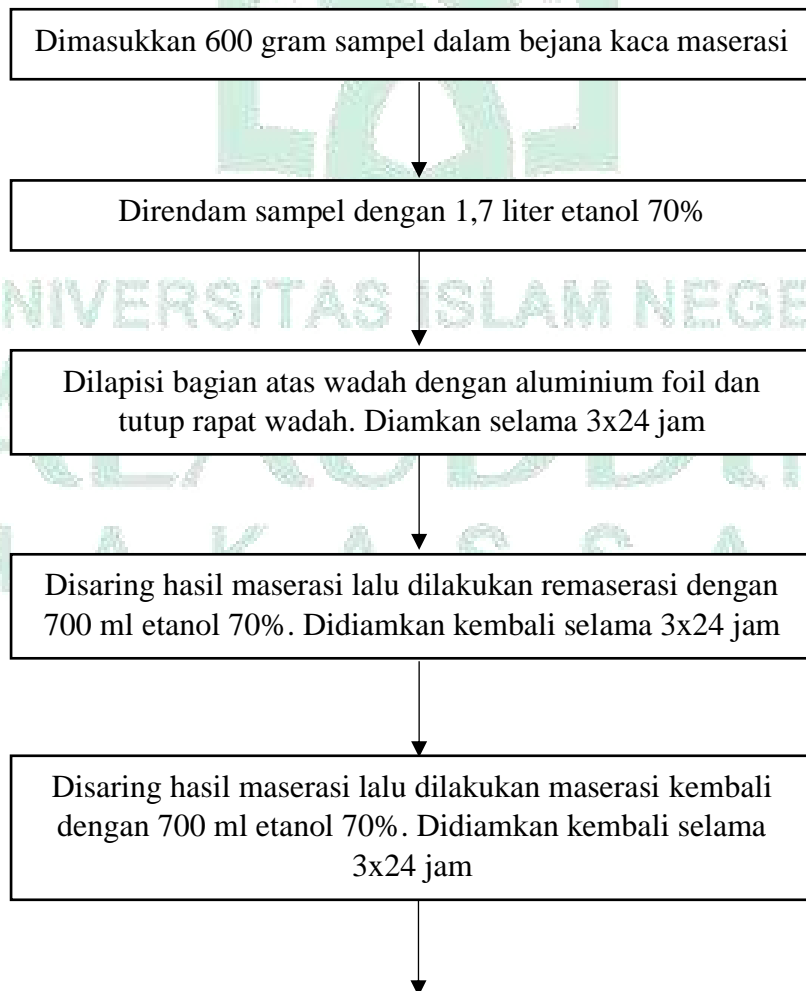 Dimasukkan 600 gram sampel dalam bejana kaca maserasi
Direndam sampel dengan 1,7 liter etanol 70%
NIVERSITAS ISLAM NEGE
Dilapisi bagian atas wadah dengan aluminium foil dan
tutup rapat wadah. Diamkan selama 3x24 jam
Disaring hasil maserasi lalu dilakukan remaserasi dengan
700 ml etanol 70%. Didiamkan kembali selama 3x24 jam
Disaring hasil maserasi lalu dilakukan maserasi kembali
dengan 700 ml etanol 70%. Didiamkan kembali selama
3x24 jam